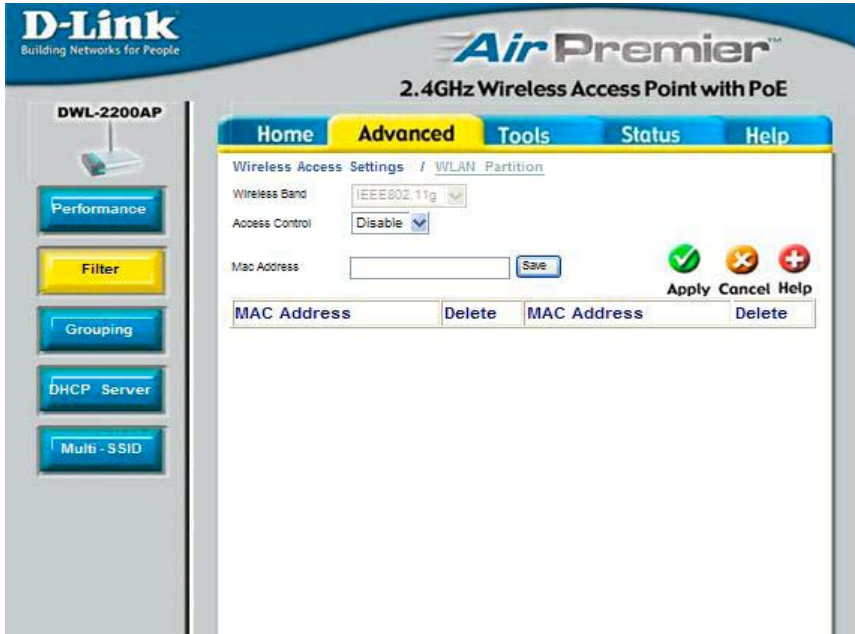 D-Link
Building Networks for People
AirPremier™
2.4GHz Wireless Access Point with PoE
DWL-2200AP
Home Advanced Tools Status Help
Performance
Filter
Grouping
DHCP Server
Multi-SSID
Wireless Access Settings / WLAN Partition
Wireless Band IEEE802.11g
Access Control Disable
Mac Address Save
Apply Cancel Help
MAC Address Delete MAC Address Delete